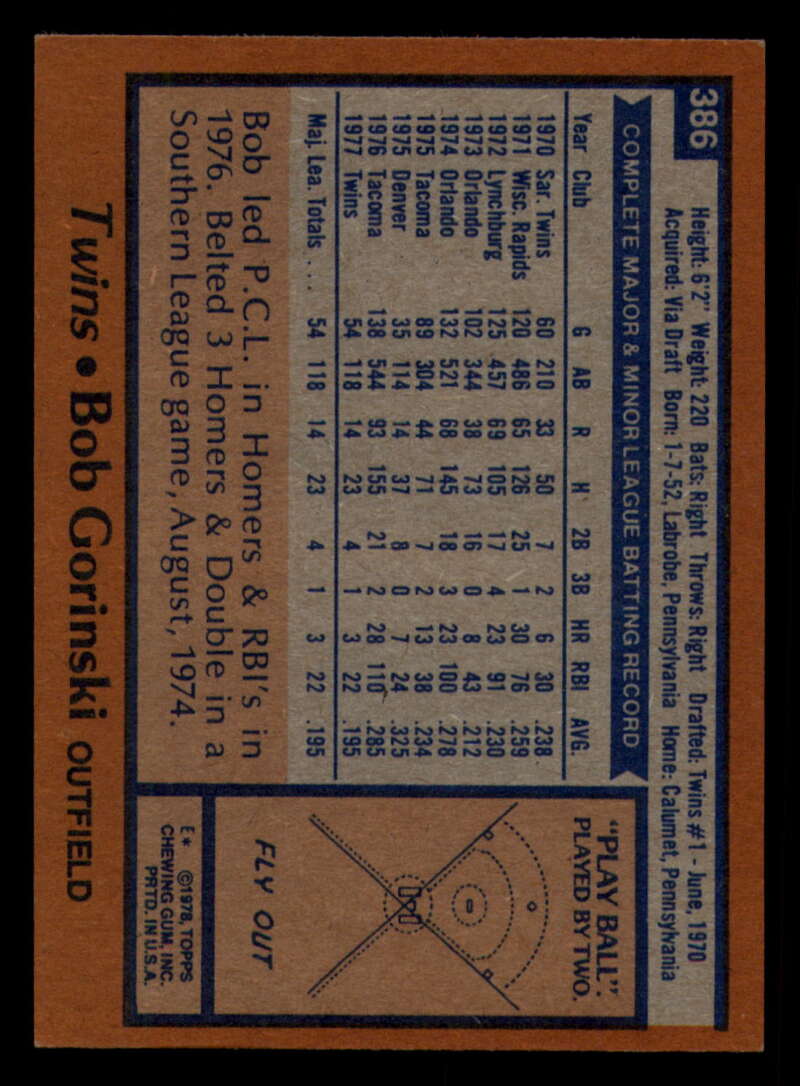 386
Height: 6'2" Weight: 220 Bats: Right Throws: Right Drafted: Twins #1 - June, 1970
Acquired: Via Draft Born: 1-7-52, Labrobe, Pennsylvania Home: Calumet, Pennsylvania
COMPLETE MAJOR & MINOR LEAGUE BATTING RECORD
Year Club G AB R H 2B 3B HR RBI AVG.
1970 Sar. Twins 60 210 33 50 7 2 6 30 .238
1971 Wisc. Rapids 120 486 65 126 25 1 30 76 .259
1972 Lynchburg 125 457 69 105 17 4 23 91 .230
1973 Orlando 102 344 38 73 16 0 8 43 .212
1974 Orlando 132 521 68 145 18 3 23 100 .278
1975 Tacoma 89 304 44 71 7 2 13 38 .234
1975 Denver 35 114 14 37 8 0 7 24 .325
1976 Tacoma 138 544 93 155 21 2 28 110 .285
1977 Twins 54 118 14 23 4 1 3 22 .195
Maj. Lea. Totals . . . 54 118 14 23 4 1 3 22 .195
Bob led P.C.L. in Homers & RBI's in
1976. Belted 3 Homers & Double in a
Southern League game, August, 1974.
"PLAY BALL":
PLAYED BY TWO.
FLY OUT
E* ©1978, TOPPS
CHEWING GUM, INC.
PRTD. IN U.S.A.
Twins • Bob Gorinski OUTFIELD